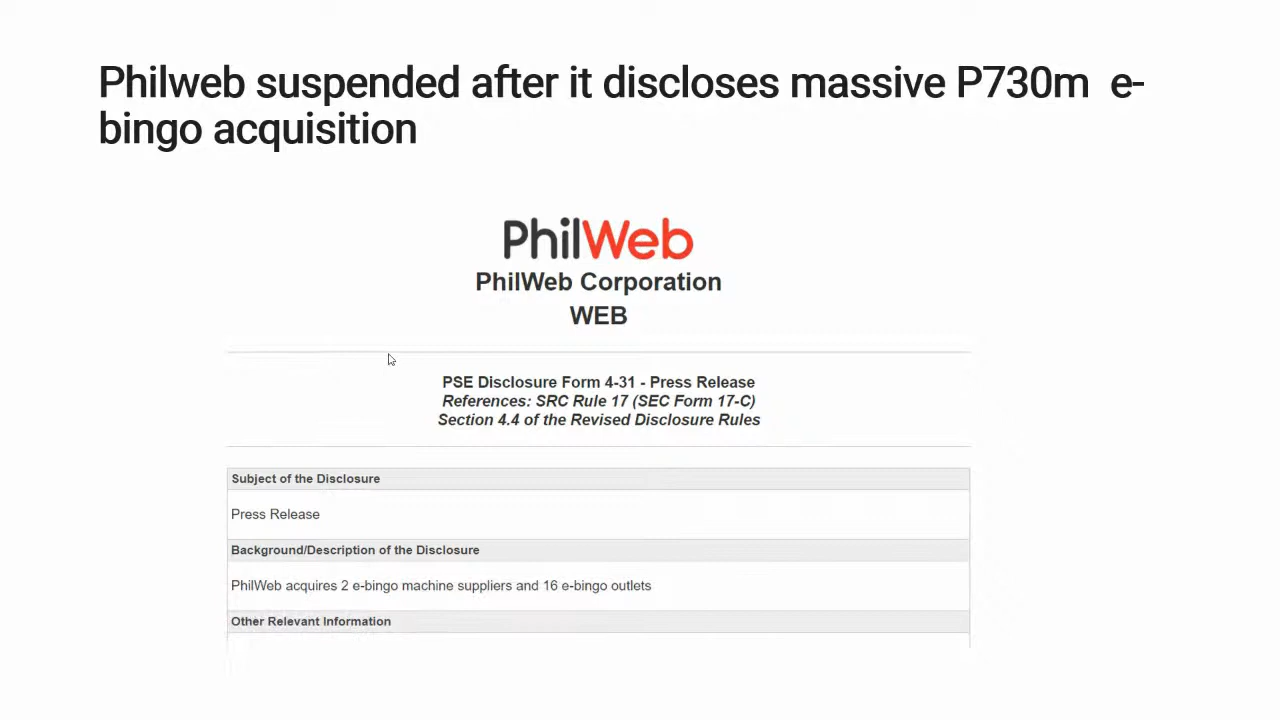 Philweb suspended after it discloses massive P730m  e-
bingo acquisition
PhilWeb
PhilWeb Corporation
WEB
PSE Disclosure Form 4-31 - Press Release
References: SRC Rule 17 (SEC Form 17-C)
Section 4.4 of the Revised Disclosure Rules
Subject of the Disclosure
Press Release
Background/Description of the Disclosure
PhilWeb acquires 2 e-bingo machine suppliers and 16 e-bingo outlets
Other Relevant Information